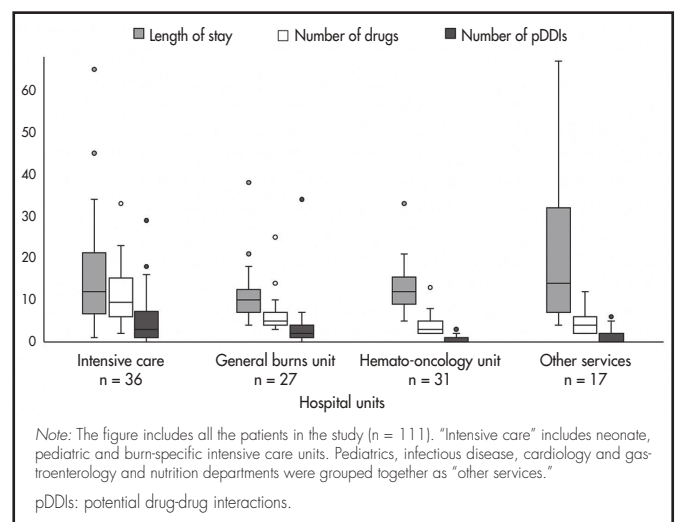 Length of stay Number of drugs Number of pDDIs
60
50
40
30
20
10
0
Intensive care General burns unit Hemato-oncology unit Other services
n = 36 n = 27 n = 31 n = 17
Hospital units
Note: The figure includes all the patients in the study (n = 111). “Intensive care” includes neonate,
pediatric and burn-specific intensive care units. Pediatrics, infectious disease, cardiology and gas-
troenterology and nutrition departments were grouped together as “other services.”
pDDIs: potential drug-drug interactions.